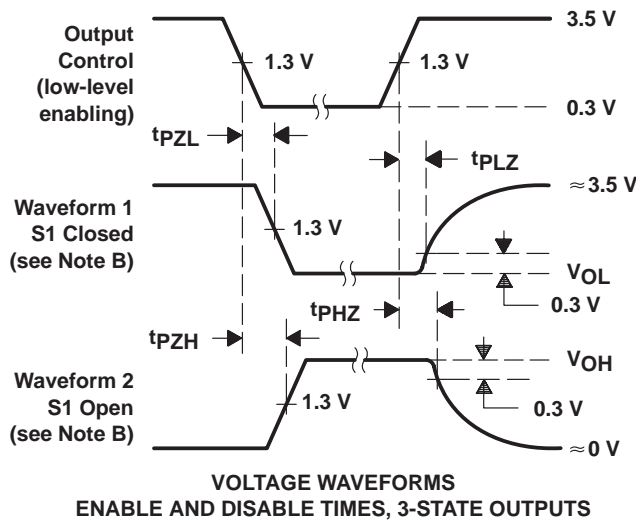 Output
Control
(low-level
enabling)
1.3 V
1.3 V
3.5 V
0.3 V
tPZL
tPLZ
Waveform 1
S1 Closed
(see Note B)
1.3 V
≈3.5 V
VOL
0.3 V
tPHZ
tPZH
Waveform 2
S1 Open
(see Note B)
1.3 V
VOH
0.3 V
≈0 V
VOLTAGE WAVEFORMS
ENABLE AND DISABLE TIMES, 3-STATE OUTPUTS